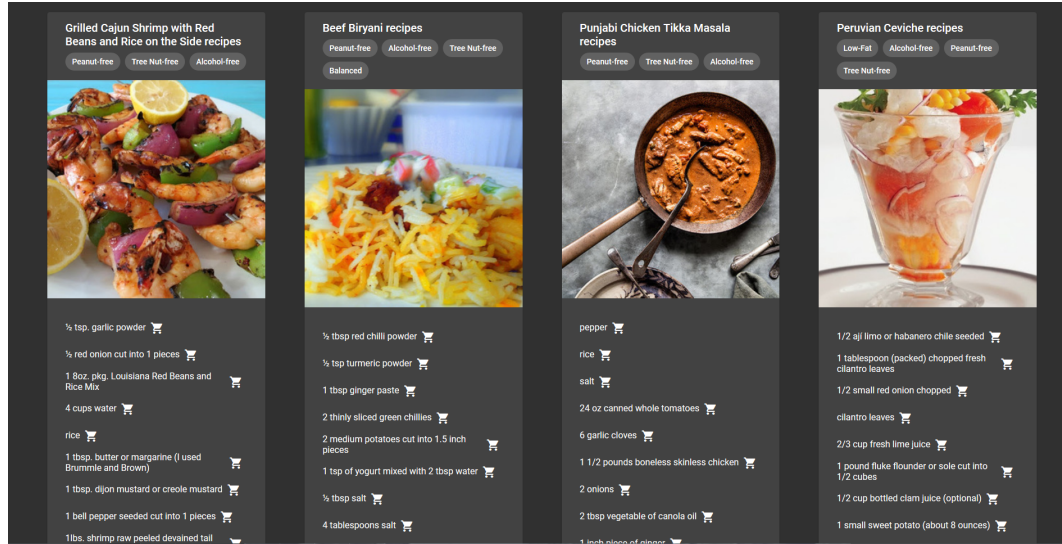 Grilled Cajun Shrimp with Red
Beans and Rice on the Side recipes
Peanut-free
Tree Nut-free
Alcohol-free
½ tsp. garlic powder
½ red onion cut into 1 pieces
1 8oz. pkg. Louisiana Red Beans and
Rice Mix
4 cups water
rice
1 tbsp. butter or margarine (I used
Brummle and Brown)
1 tbsp. dijon mustard or creole mustard
1 bell pepper seeded cut into 1 pieces
1lbs. shrimp raw peeled devained tail
Beef Biryani recipes
Peanut-free
Alcohol-free
Tree Nut-free
Balanced
½ tbsp red chilli powder
½ tsp turmeric powder
1 tbsp ginger paste
2 thinly sliced green chillies
2 medium potatoes cut into 1.5 inch
pieces
1 tsp of yogurt mixed with 2 tbsp water
½ tbsp salt
4 tablespoons salt
Punjabi Chicken Tikka Masala
recipes
Peanut-free
Tree Nut-free
Alcohol-free
pepper
rice
salt
24 oz canned whole tomatoes
6 garlic cloves
1 1/2 pounds boneless skinless chicken
2 onions
2 tbsp vegetable of canola oil
1 inch piece of ginger
Peruvian Ceviche recipes
Low-Fat
Alcohol-free
Peanut-free
Tree Nut-free
1/2 ají limo or habanero chile seeded
1 tablespoon (packed) chopped fresh
cilantro leaves
1/2 small red onion chopped
cilantro leaves
2/3 cup fresh lime juice
1 pound fluke flounder or sole cut into
1/2 cubes
1/2 cup bottled clam juice (optional)
1 small sweet potato (about 8 ounces)